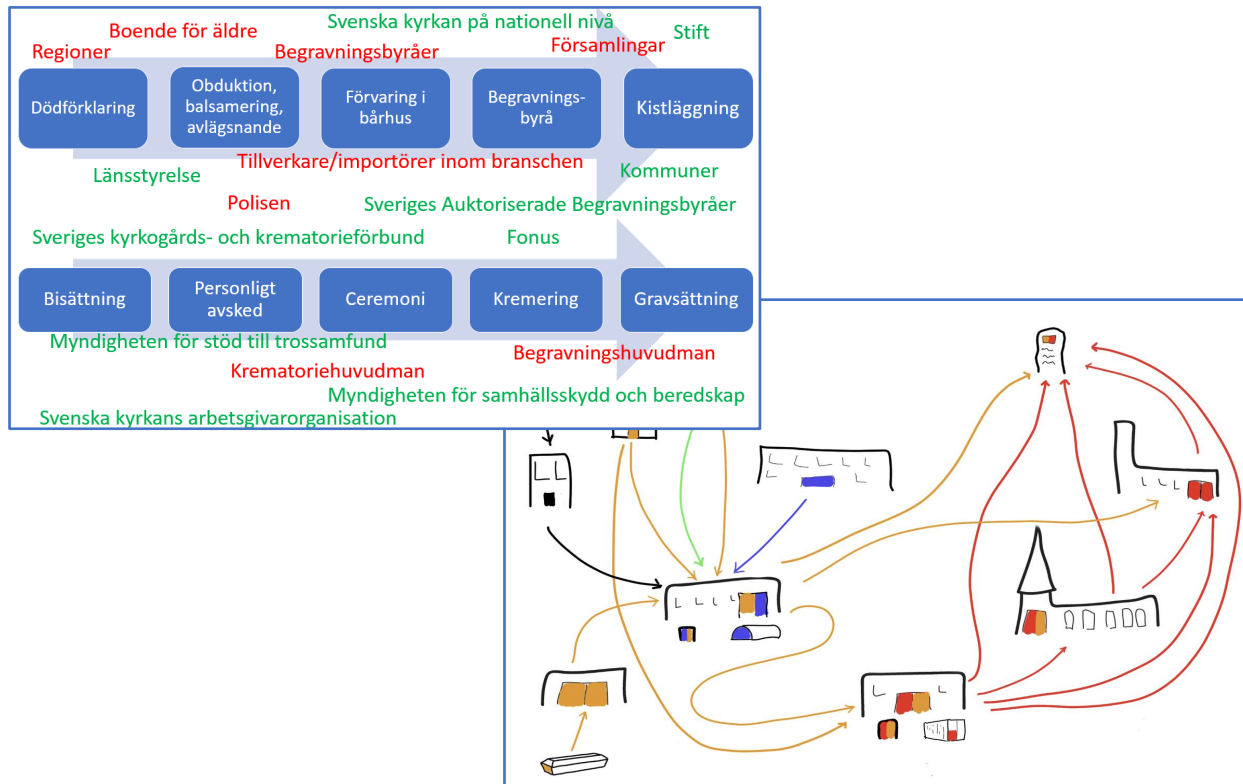 Svenska kyrkan på nationell nivå
Boende för äldre
Stift
Regioner
Begravningsbyråer
Församlingar
Dödförklaring
Obduktion,
balsamering,
avlägsnande
Förvaring i
bårhus
Begravnings-
byrå
Kistläggning
Tillverkare/importörer inom branschen
Länsstyrelse
Kommuner
Polisen
Sveriges Auktoriserade Begravningsbyråer
Sveriges kyrkogårds- och krematorieförbund
Fonus
Bisättning
Personligt
avsked
Ceremoni
Kremering
Gravsättning
Myndigheten för stöd till trossamfund
Begravningshuvudman
Krematoriehuvudman
Myndigheten för samhällsskydd och beredskap
Svenska kyrkans arbetsgivarorganisation